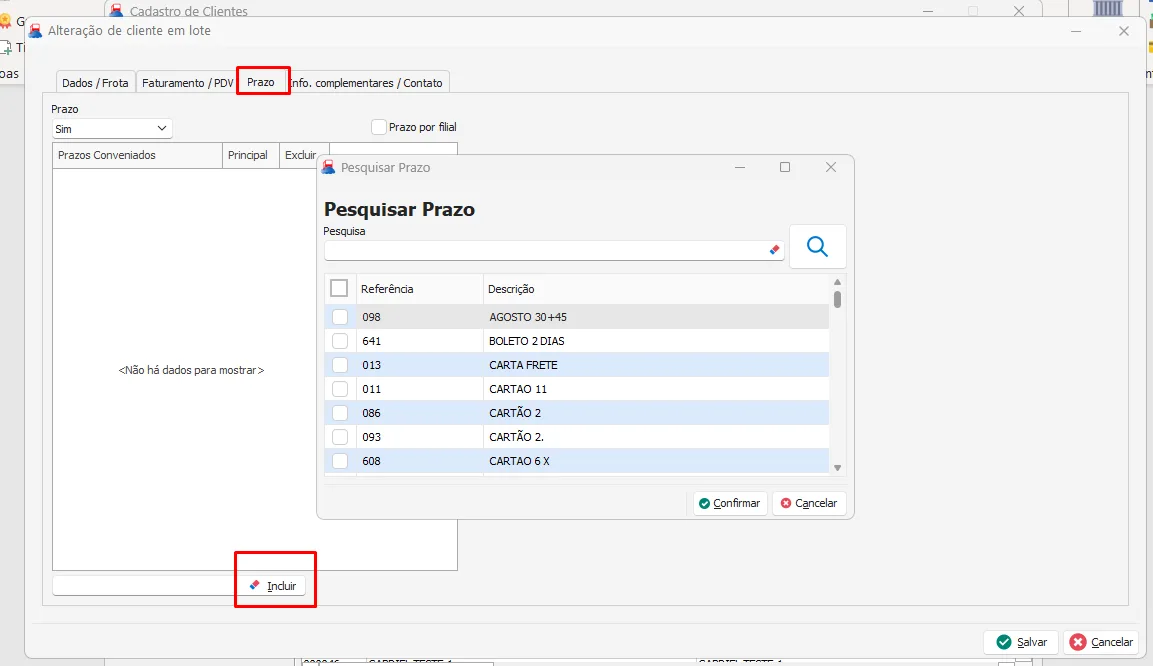 Cadastro de Clientes
Alteração de cliente em lote
Dados / Frota
Faturamento / PDV
Prazo
Info. complementares / Contato
Prazo
Sim
Prazo por filial
Prazos Conveniados
Principal
Excluir
<Não há dados para mostrar>
Pesquisar Prazo
Pesquisar Prazo
Pesquisa
Referência
Descrição
098 AGOSTO 30+45
641 BOLETO 2 DIAS
013 CARTA FRETE
011 CARTAO 11
086 CARTÃO 2
093 CARTÃO 2.
608 CARTAO 6 X
Confirmar
Cancelar
Incluir
Salvar
Cancelar